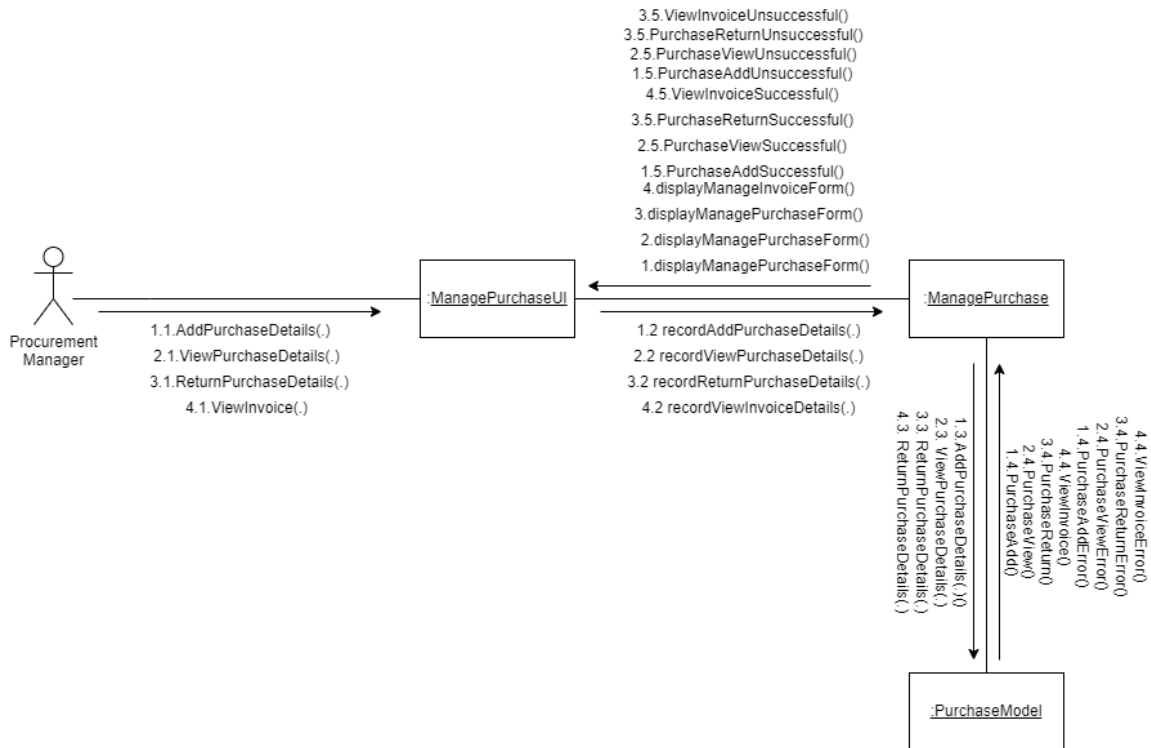 3.5.ViewInvoiceUnsuccessful()
3.5.PurchaseReturnUnsuccessful()
2.5.PurchaseViewUnsuccessful()
1.5.PurchaseAddUnsuccessful()
4.5.ViewInvoiceSuccessful()
3.5.PurchaseReturnSuccessful()
2.5.PurchaseViewSuccessful()
1.5.PurchaseAddSuccessful()
4.displayManageInvoiceForm()
3.displayManagePurchaseForm()
2.displayManagePurchaseForm()
1.displayManagePurchaseForm()
:ManagePurchaseUI
:ManagePurchase
Procurement
Manager
1.1.AddPurchaseDetails(.)
2.1.ViewPurchaseDetails(.)
3.1.ReturnPurchaseDetails(.)
4.1.ViewInvoice(.)
1.2 recordAddPurchaseDetails(.)
2.2 recordViewPurchaseDetails(.)
3.2 recordReturnPurchaseDetails(.)
4.2 recordViewInvoiceDetails(.)
1.3.AddPurchaseDetails(.)()
2.3. ViewPurchaseDetails(.)
3.3. ReturnPurchaseDetails(.)
4.3. ReturnPurchaseDetails(.)
4.4.ViewInvoiceError()
3.4.PurchaseReturnError()
2.4.PurchaseViewError()
1.4.PurchaseAddError()
4.4.ViewInvoice()
3.4.PurchaseReturn()
2.4.PurchaseView()
1.4.PurchaseAdd()
:PurchaseModel